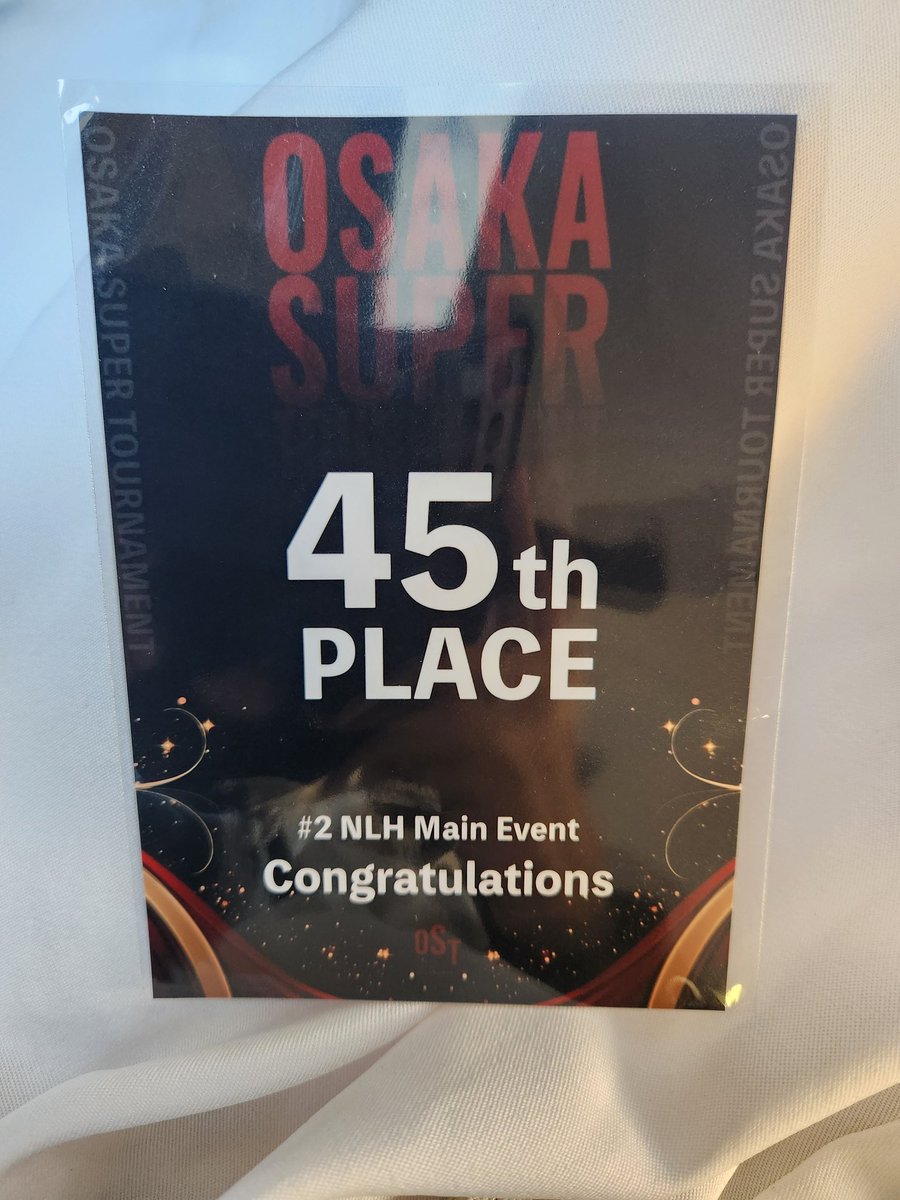 OSAKA
SUPER
OSAKA SUPER TOURNAMENT
OSAKA SUPER TOURNAMENT
45th
PLACE
#2 NLH Main Event
Congratulations
OST